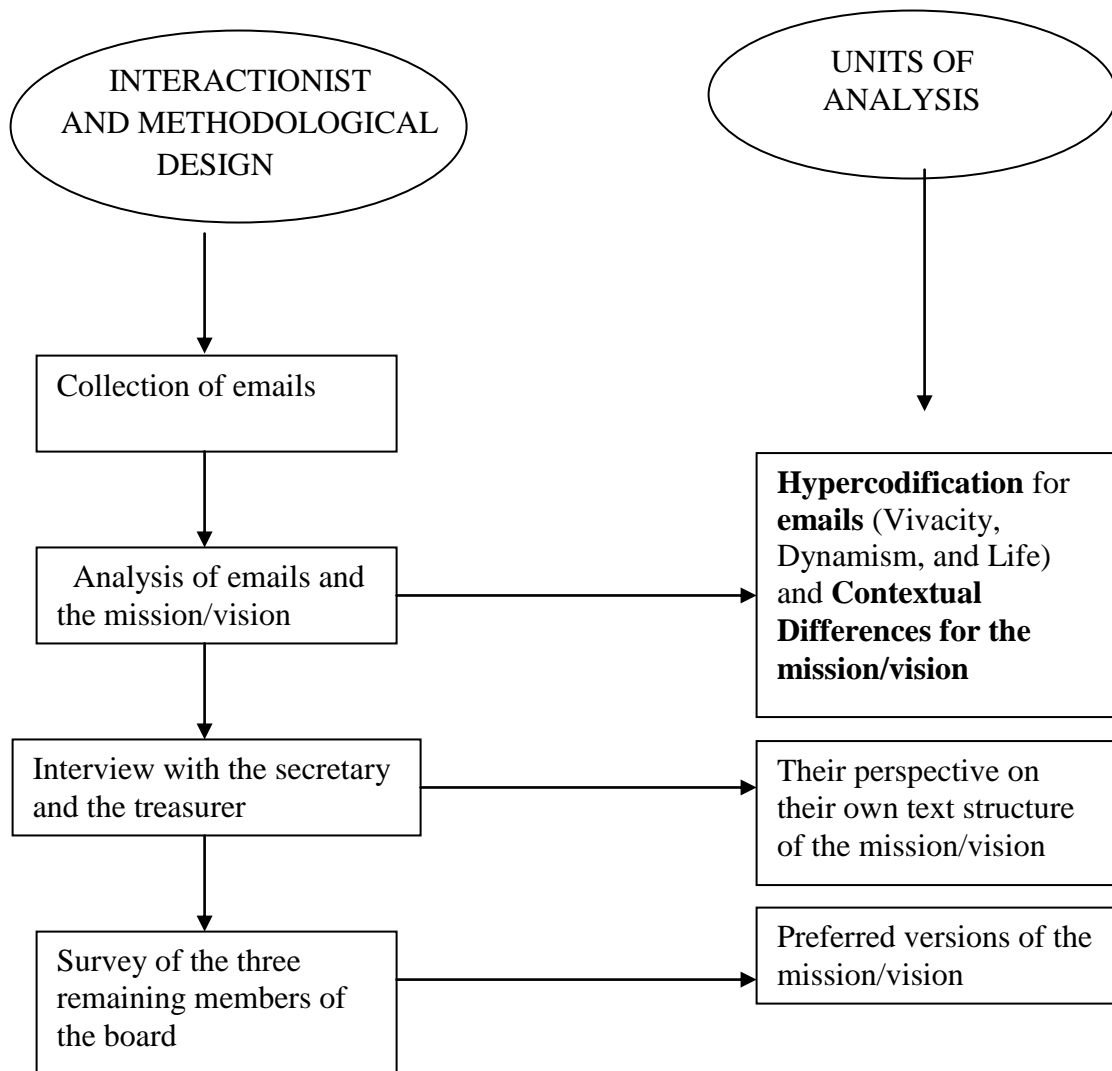 INTERACTIONIST
AND METHODOLOGICAL
DESIGN
UNITS OF
ANALYSIS
Collection of emails
Analysis of emails and
the mission/vision
Hypercodification for
emails (Vivacity,
Dynamism, and Life)
and Contextual
Differences for the
mission/vision
Interview with the secretary
and the treasurer
Their perspective on
their own text structure
of the mission/vision
Survey of the three
remaining members of
the board
Preferred versions of the
mission/vision